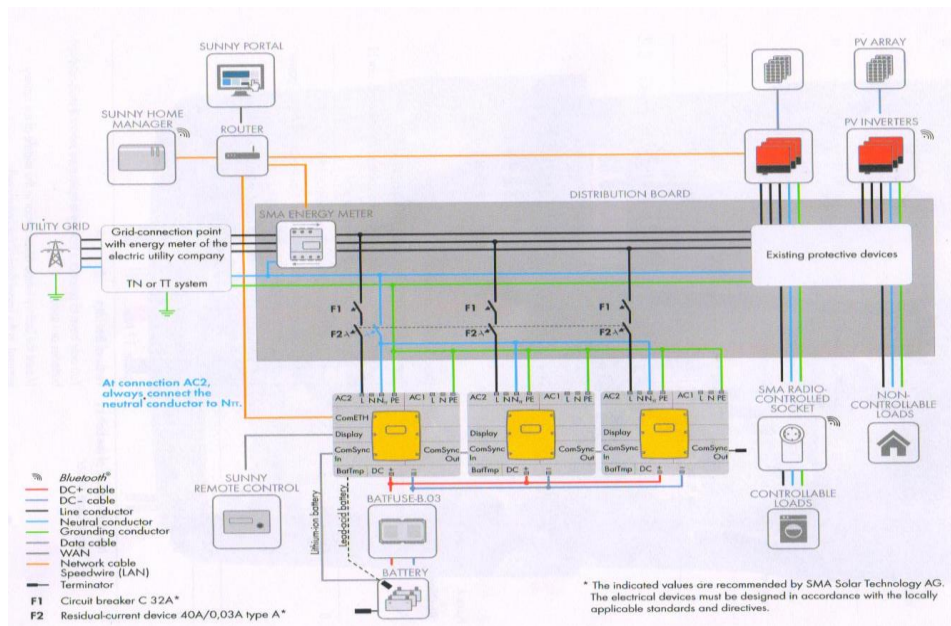 SUNNY PORTAL
PV ARRAY
SUNNY HOME
MANAGER
ROUTER
PV INVERTERS
DISTRIBUTION BOARD
SMA ENERGY METER
UTILITY GRID
Grid-connection point
with energy meter of the
electric utility company
TN or TT system
Existing protective devices
F1
F1
F1
F2
F2
F2
At connection AC2,
always connect the
neutral conductor to NTT.
AC2 L N NTT PE AC1 L N PE
AC2 L N NTT PE AC1 L N PE
AC2 L N NTT PE AC1 L N PE
ComETH
Display
ComSync
In
ComSync
Out
BatTmp DC
Display
ComSync
In
ComSync
Out
BatTmp DC
Display
ComSync
In
ComSync
Out
BatTmp DC
SMA RADIO-
CONTROLLED
SOCKET
NON-
CONTROLLABLE
LOADS
SUNNY
REMOTE CONTROL
Lithium-ion battery
Lead-acid battery
BATFUSE-B.03
BATTERY
CONTROLLABLE
LOADS
Bluetooth®
DC+ cable
DC− cable
Line conductor
Neutral conductor
Grounding conductor
Data cable
WAN
Network cable
Speedwire (LAN)
Terminator
F1 Circuit breaker C 32A*
F2 Residual-current device 40A/0,03A type A*
* The indicated values are recommended by SMA Solar Technology AG.
The electrical devices must be designed in accordance with the locally
applicable standards and directives.